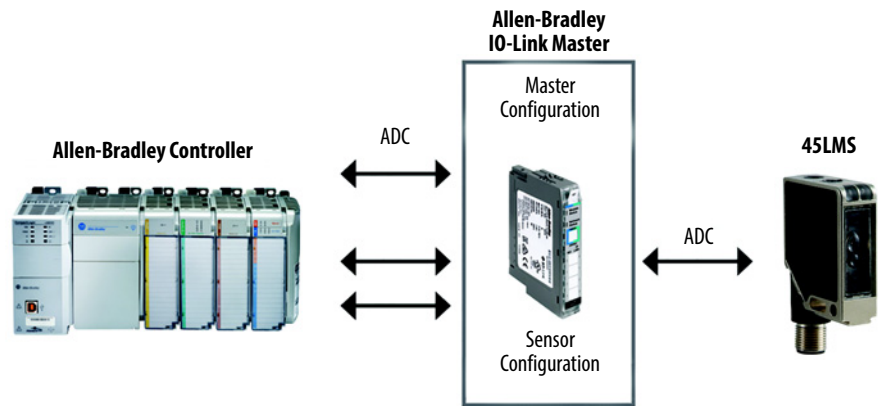 Allen-Bradley
IO-Link Master
Master
Configuration
ADC
Allen-Bradley Controller
45LMS
ADC
Sensor
Configuration